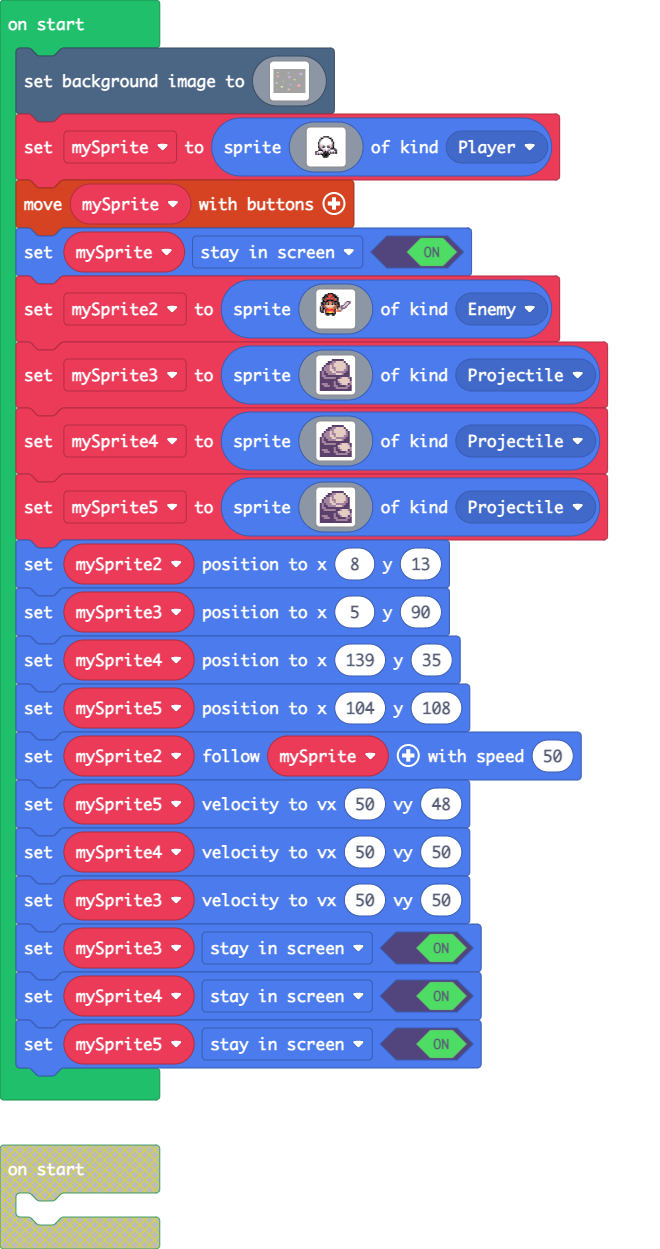 on start
set background image to
set mySprite to sprite of kind Player
move mySprite with buttons
set mySprite stay in screen ON
set mySprite2 to sprite of kind Enemy
set mySprite3 to sprite of kind Projectile
set mySprite4 to sprite of kind Projectile
set mySprite5 to sprite of kind Projectile
set mySprite2 position to x 8 y 13
set mySprite3 position to x 5 y 90
set mySprite4 position to x 139 y 35
set mySprite5 position to x 104 y 108
set mySprite2 follow mySprite with speed 50
set mySprite5 velocity to vx 50 vy 48
set mySprite4 velocity to vx 50 vy 50
set mySprite3 velocity to vx 50 vy 50
set mySprite3 stay in screen ON
set mySprite4 stay in screen ON
set mySprite5 stay in screen ON
on start